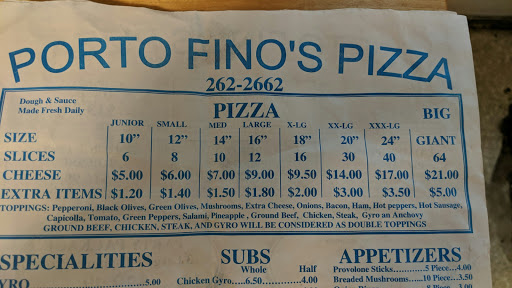 PORTO FINO'S PIZZA
262-2662
Dough & Sauce
Made Fresh Daily
PIZZA
BIG
JUNIOR SMALL MED LARGE X-LG XX-LG XXX-LG
SIZE 10" 12" 14" 16" 18" 20" 24" GIANT
SLICES 6 8 10 12 16 30 40 64
CHEESE $5.00 $6.00 $7.00 $9.00 $9.50 $14.00 $17.00 $21.00
EXTRA ITEMS $1.20 $1.40 $1.50 $1.80 $2.00 $3.00 $3.50 $5.00
TOPPINGS: Pepperoni, Black Olives, Green Olives, Mushrooms, Extra Cheese, Onions, Bacon, Ham, Hot peppers, Hot Sausage,
Capicolla, Tomato, Green Peppers, Salami, Pineapple , Ground Beef, Chicken, Steak, Gyro an Anchovy
GROUND BEEF, CHICKEN, STEAK, AND GYRO WILL BE CONSIDERED AS DOUBLE TOPPINGS
SPECIALITIES SUBS APPETIZERS
Whole Half
GYRO ........5.00 Chicken Gyro....6.50............4.00
Provolone Sticks............5 Piece...4.00
Breaded Mushrooms.....10 Piece..3.50